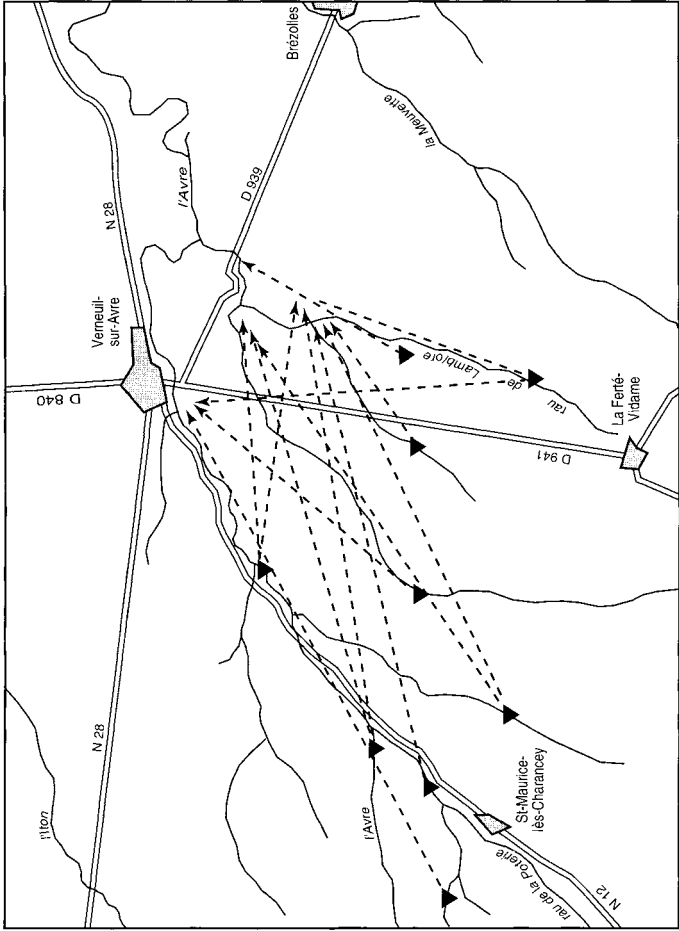 Brézolles
la Meuvette
D 939
l'Avre
N 28
Verneuil-
sur-Avre
D 840
rau
de
Lambrore
La Ferté-
Vidame
D 941
N 28
l'Iton
l'Avre
St-Maurice-
lès-Charancey
rau de la Poterie
N 12